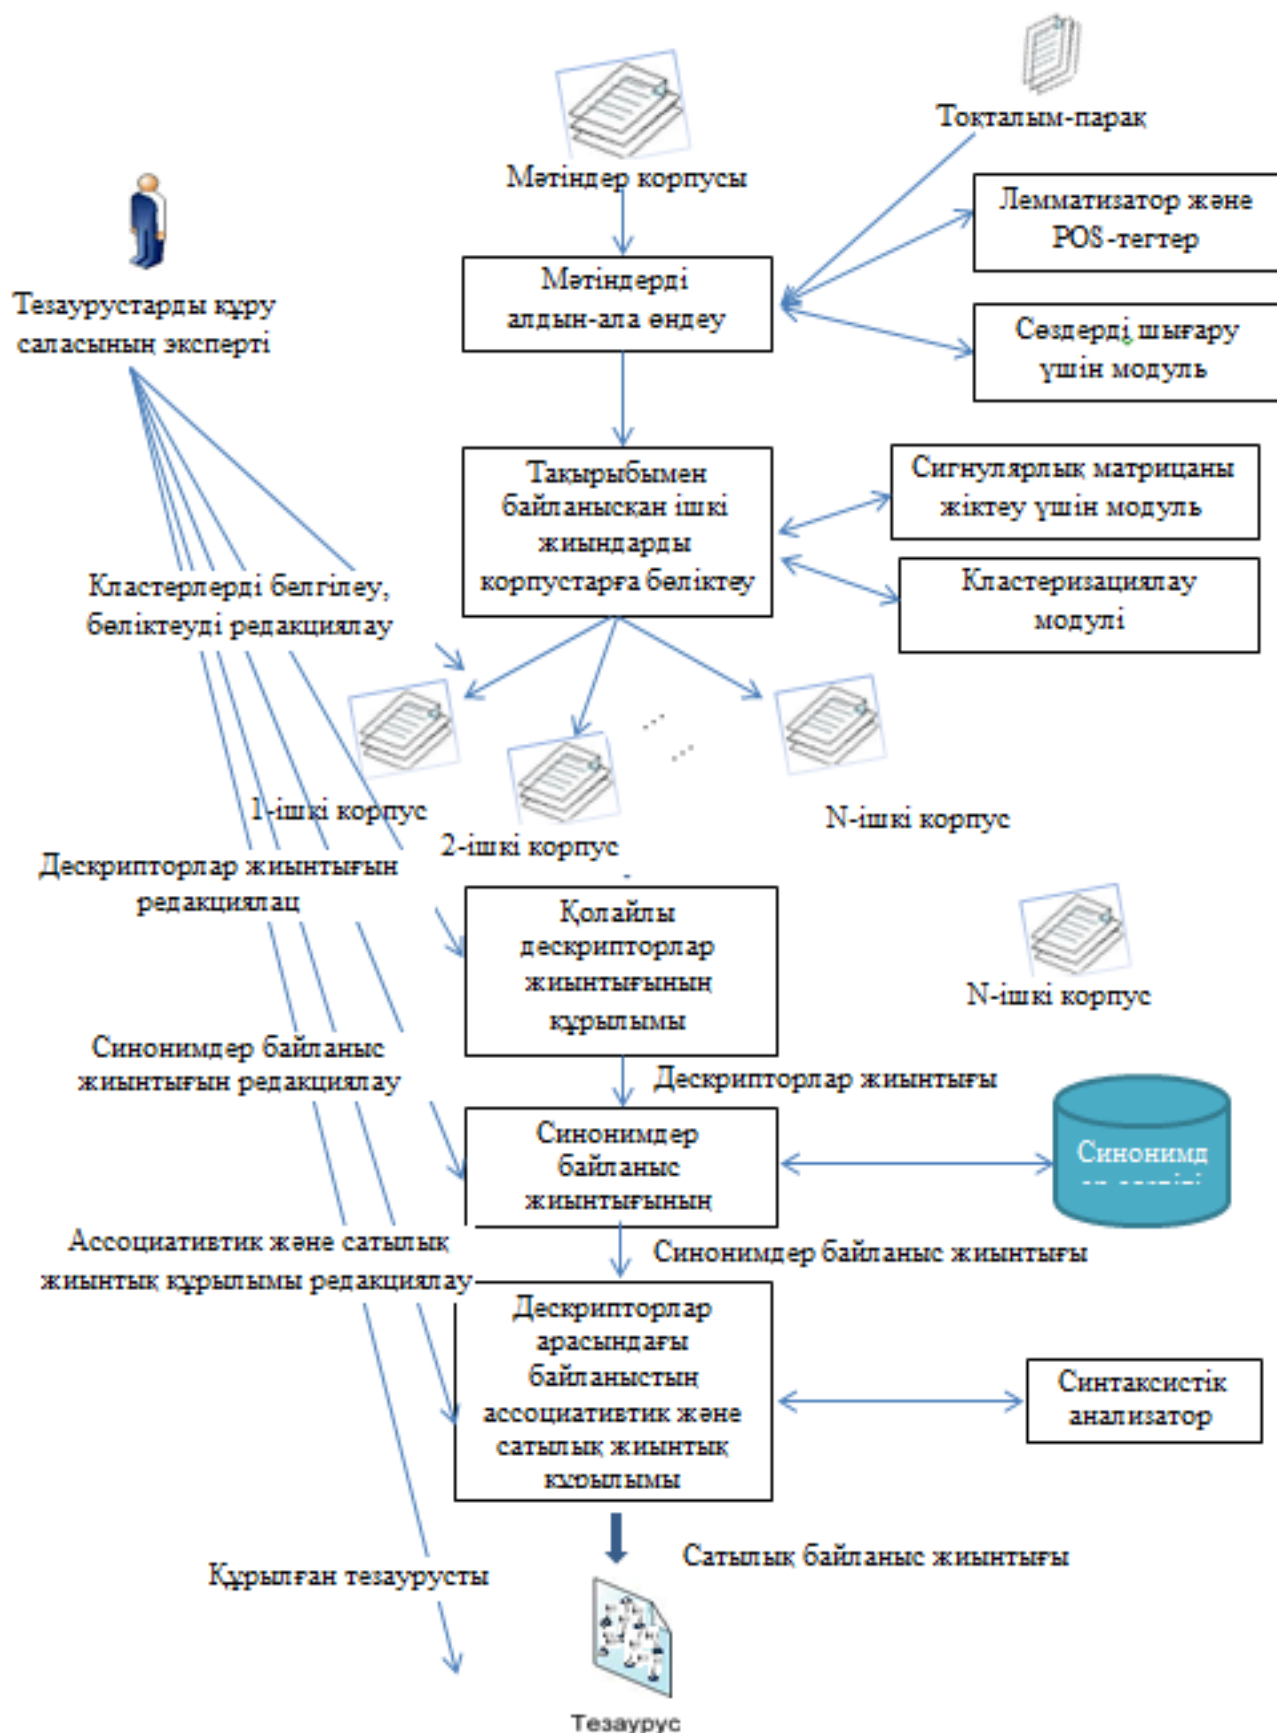 Тоқталым-парақ
Мәтіндер корпусы
Лемматизатор және
POS-тегтер
Мәтіндерді
алдын-ала өңдеу
Тезаурустарды құру
саласының эксперті
Сөздерді шығару
үшін модуль
Тақырыбымен
байланысқан ішкі
жиындарды
корпустарға бөліктеу
Сигнулярлық матрицаны
жіктеу үшін модуль
Кластеризациялау
модулі
Кластерлерді белгілеу,
бөліктеуді редакциялау
1-ішкі корпус
2-ішкі корпус
N-ішкі корпус
Дескрипторлар жиынтығын
редакциялац
Қолайлы
дескрипторлар
жиынтығының
құрылымы
N-ішкі корпус
Дескрипторлар жиынтығы
Синонимдер байланыс
жиынтығын редакциялау
Синонимдер
байланыс
жиынтығының
Синонимд
Синонимдер байланыс жиынтығы
Ассоциативтик және сатылық
жиынтық құрылымы редакциялау
Дескрипторлар
арасындағы
байланыстың
ассоциативтик және
сатылық жиынтық
құрылымы
Синтаксистік
анализатор
Сатылық байланыс жиынтығы
Құрылған тезаурусты
Тезаурус